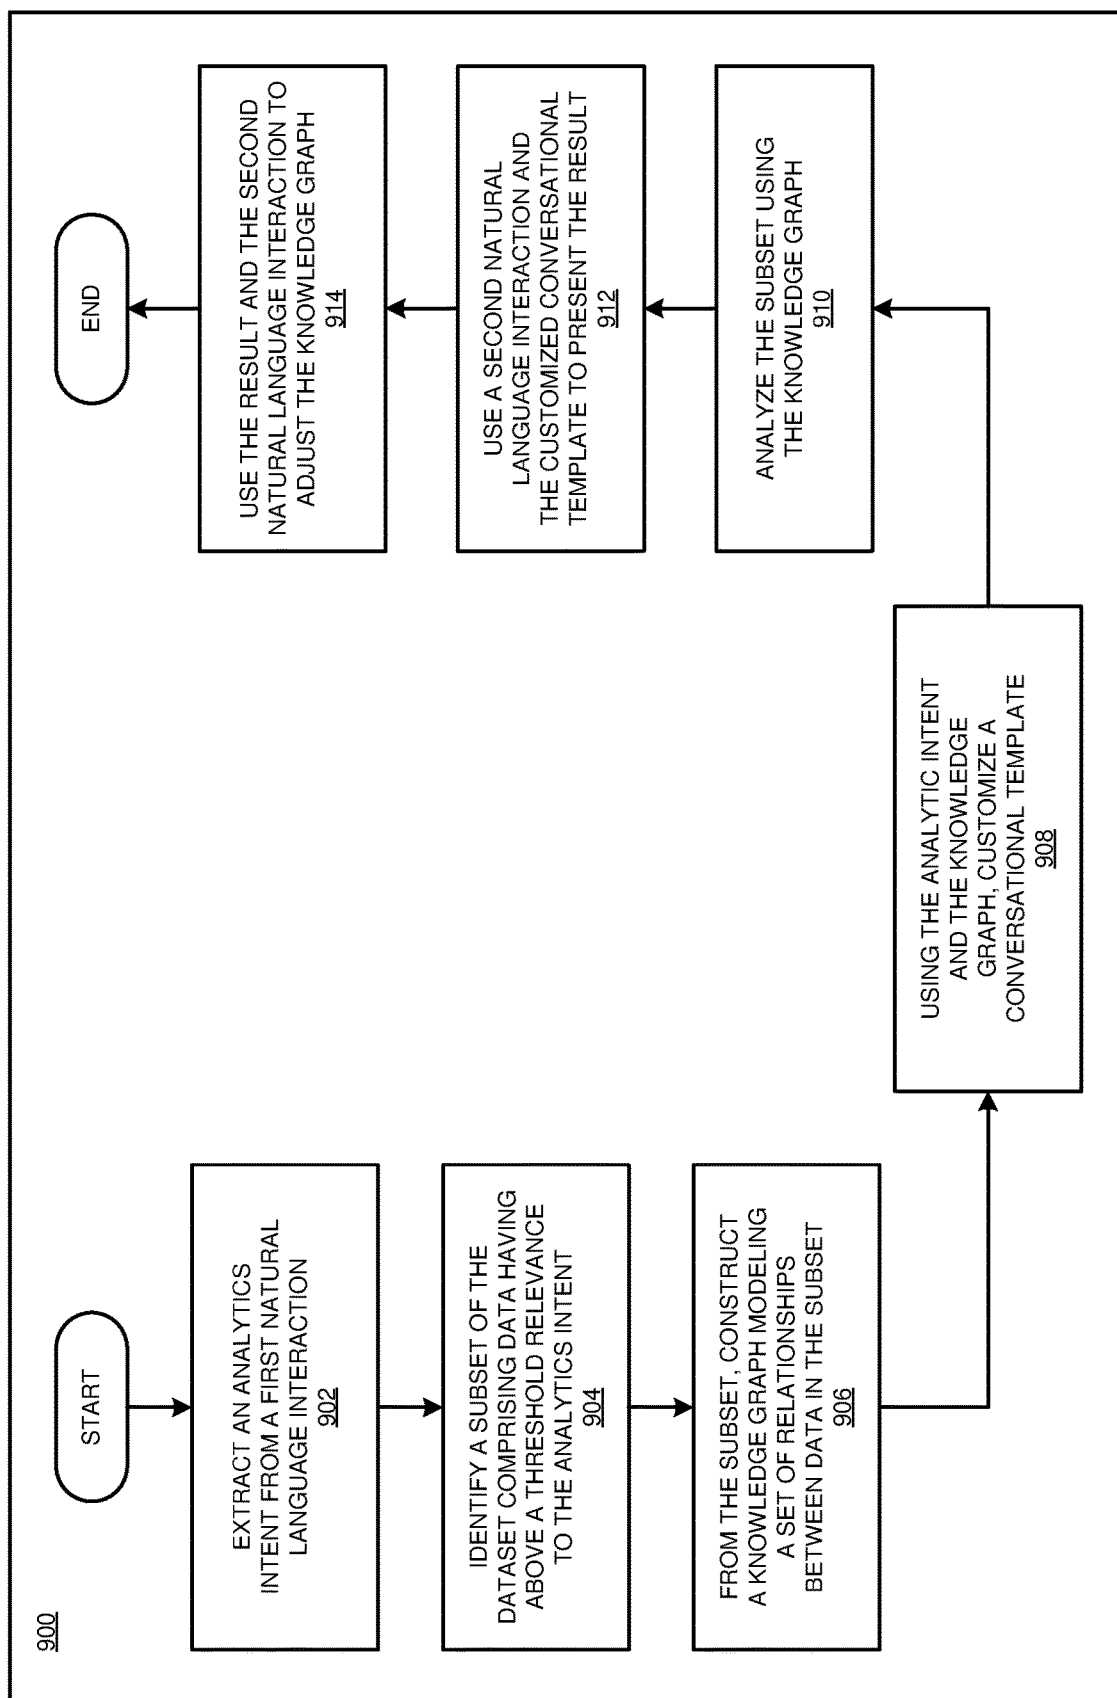 900
START
EXTRACT AN ANALYTICS
INTENT FROM A FIRST NATURAL
LANGUAGE INTERACTION
902
IDENTIFY A SUBSET OF THE
DATASET COMPRISING DATA HAVING
ABOVE A THRESHOLD RELEVANCE
TO THE ANALYTICS INTENT
904
FROM THE SUBSET, CONSTRUCT
A KNOWLEDGE GRAPH MODELING
A SET OF RELATIONSHIPS
BETWEEN DATA IN THE SUBSET
906
USING THE ANALYTIC INTENT
AND THE KNOWLEDGE
GRAPH, CUSTOMIZE A
CONVERSATIONAL TEMPLATE
908
ANALYZE THE SUBSET USING
THE KNOWLEDGE GRAPH
910
USE A SECOND NATURAL
LANGUAGE INTERACTION AND
THE CUSTOMIZED CONVERSATIONAL
TEMPLATE TO PRESENT THE RESULT
912
USE THE RESULT AND THE SECOND
NATURAL LANGUAGE INTERACTION TO
ADJUST THE KNOWLEDGE GRAPH
914
END